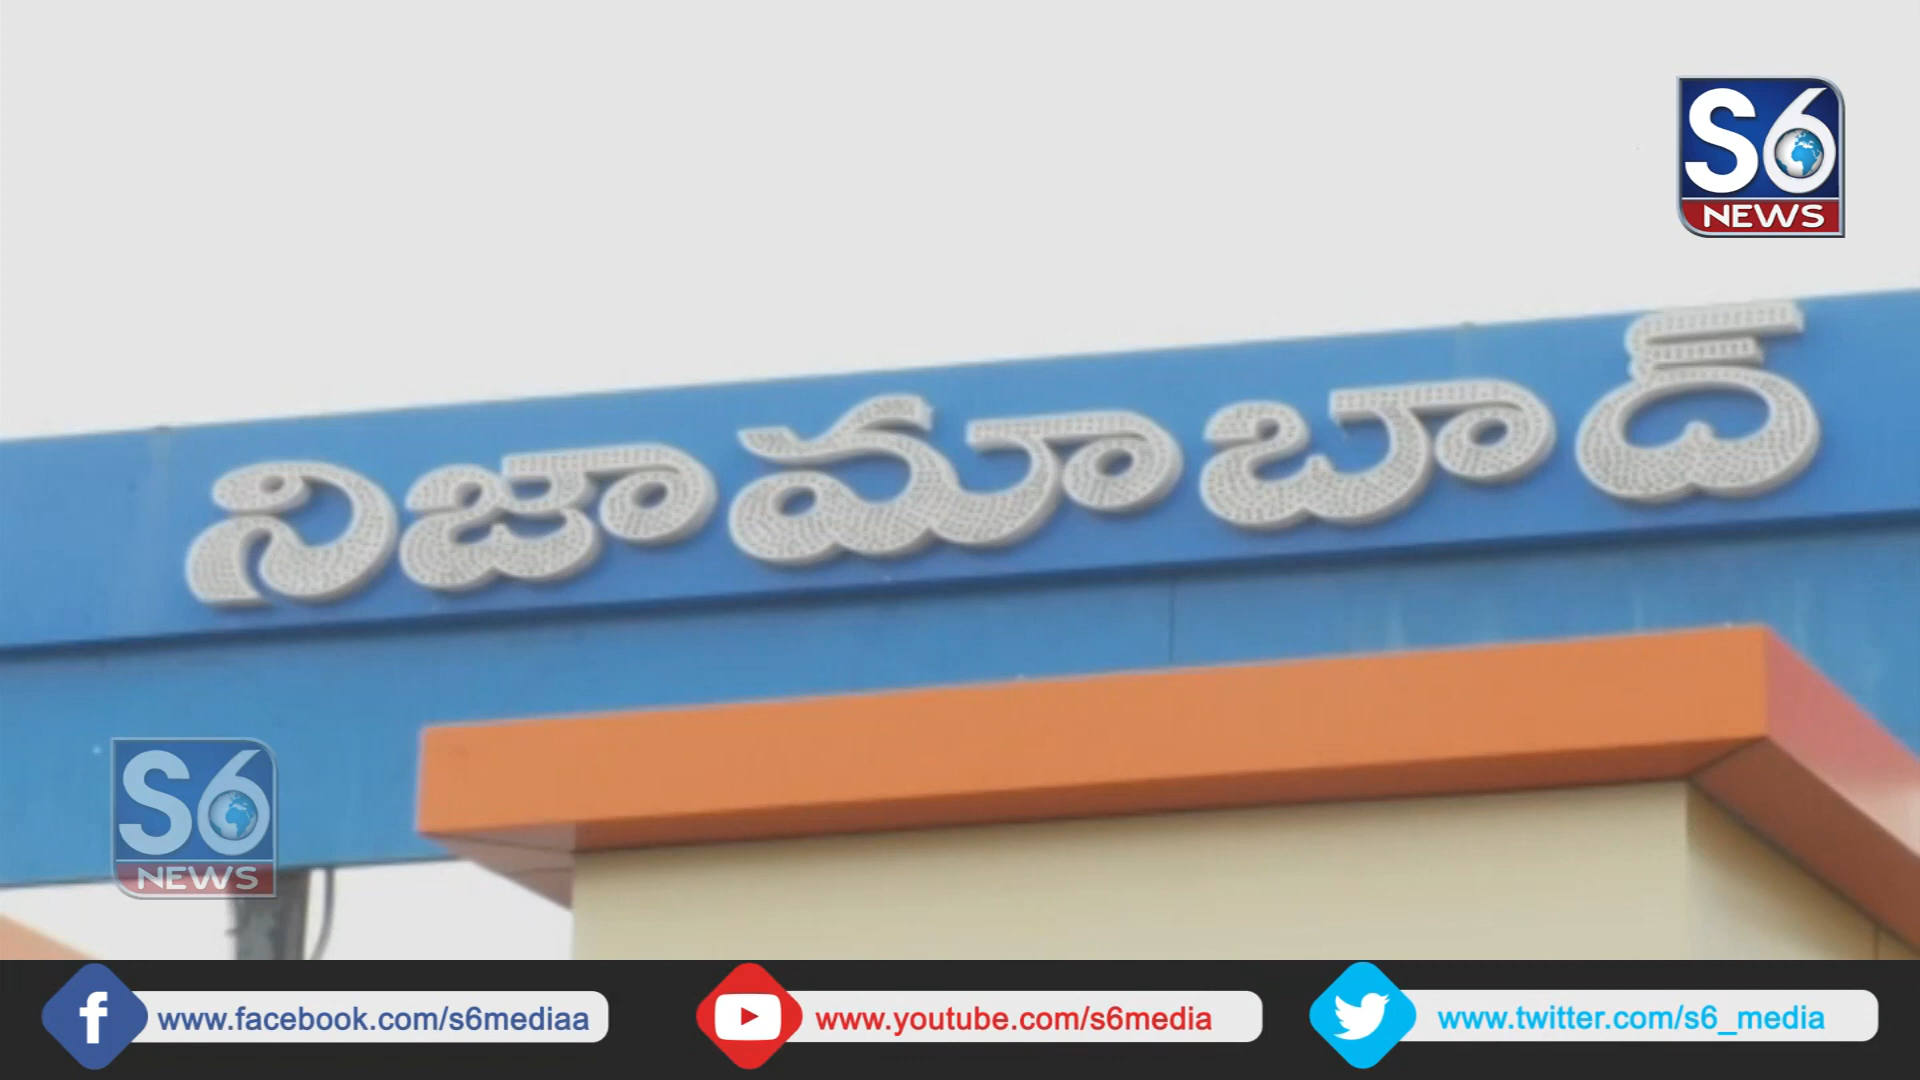 S6
NEWS
నిజామాబాద్
S6
NEWS
www.facebook.com/s6mediaa
www.youtube.com/s6media
www.twitter.com/s6_media